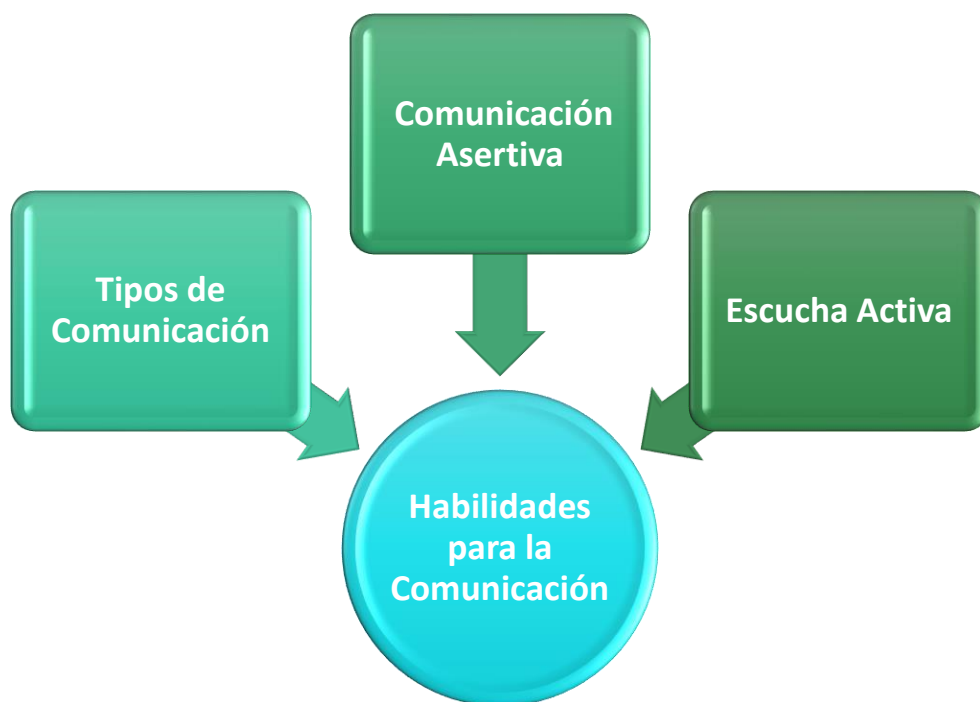 Comunicación
Asertiva
Tipos de
Comunicación
Escucha Activa
Habilidades
para la
Comunicación